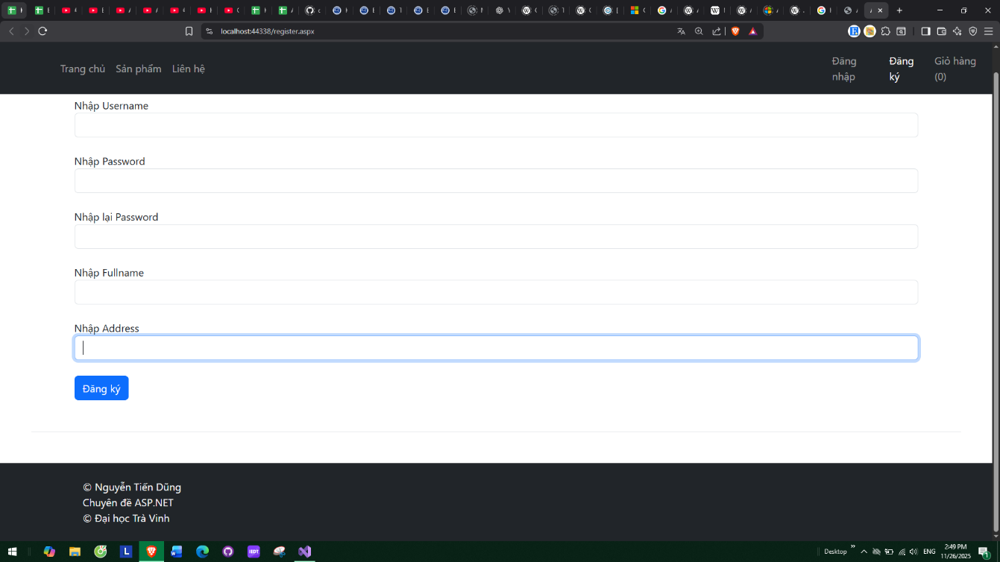 localhost:44338/register.aspx
Trang chủ Sản phẩm Liên hệ
Đăng nhập
Đăng ký
Giỏ hàng (0)
Nhập Username
Nhập Password
Nhập lại Password
Nhập Fullname
Nhập Address
Đăng ký
© Nguyễn Tiến Dũng
Chuyên đề ASP.NET
© Đại học Trà Vinh
Desktop
ENG
2:49 PM
11/26/2025